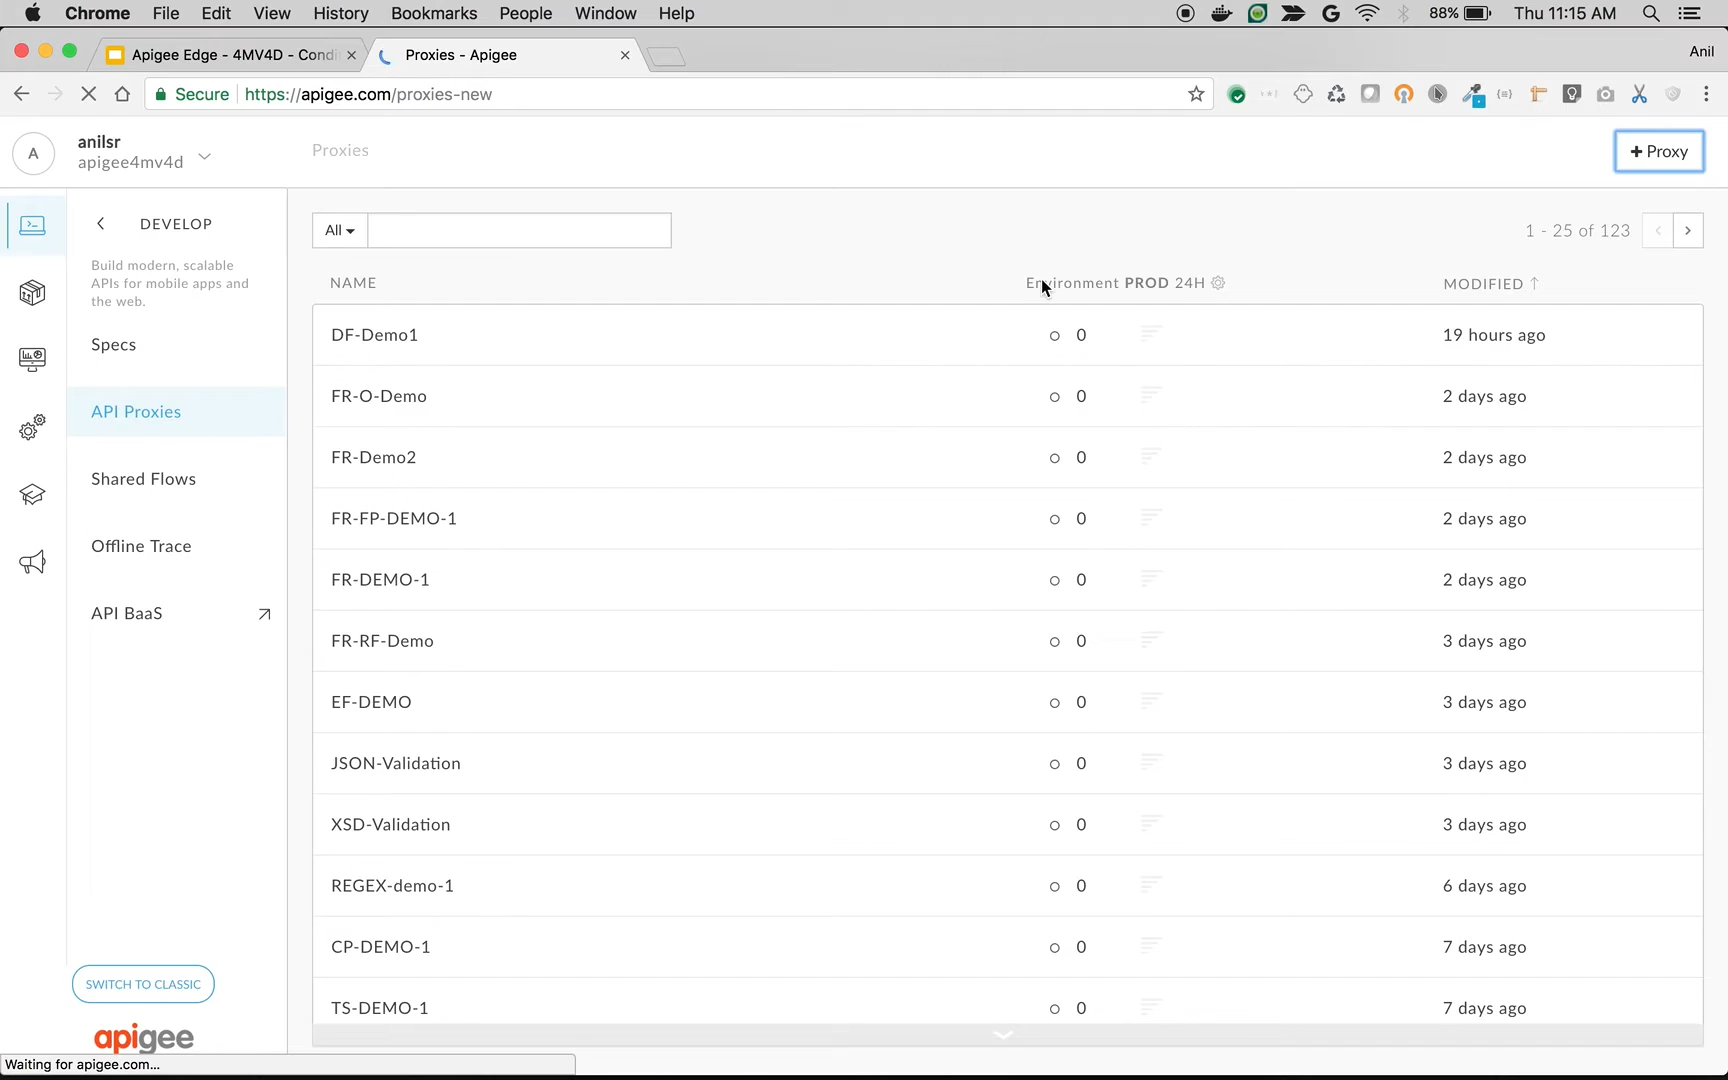 Chrome File Edit View History Bookmarks People Window Help 88% Thu 11:15 AM
Apigee Edge - 4MV4D - Condi Proxies - Apigee Anil
Secure https://apigee.com/proxies-new
A anilsr
apigee4mv4d
Proxies
+ Proxy
DEVELOP
Build modern, scalable
APIs for mobile apps and
the web.
Specs
API Proxies
Shared Flows
Offline Trace
API BaaS
SWITCH TO CLASSIC
apigee
All
1 - 25 of 123
NAME Environment PROD 24H MODIFIED ↑
DF-Demo1 0 19 hours ago
FR-O-Demo 0 2 days ago
FR-Demo2 0 2 days ago
FR-FP-DEMO-1 0 2 days ago
FR-DEMO-1 0 2 days ago
FR-RF-Demo 0 3 days ago
EF-DEMO 0 3 days ago
JSON-Validation 0 3 days ago
XSD-Validation 0 3 days ago
REGEX-demo-1 0 6 days ago
CP-DEMO-1 0 7 days ago
TS-DEMO-1 0 7 days ago
Waiting for apigee.com...